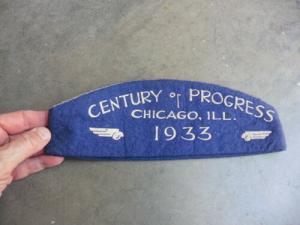 CENTURY of PROGRESS
CHICAGO, ILL.
1933